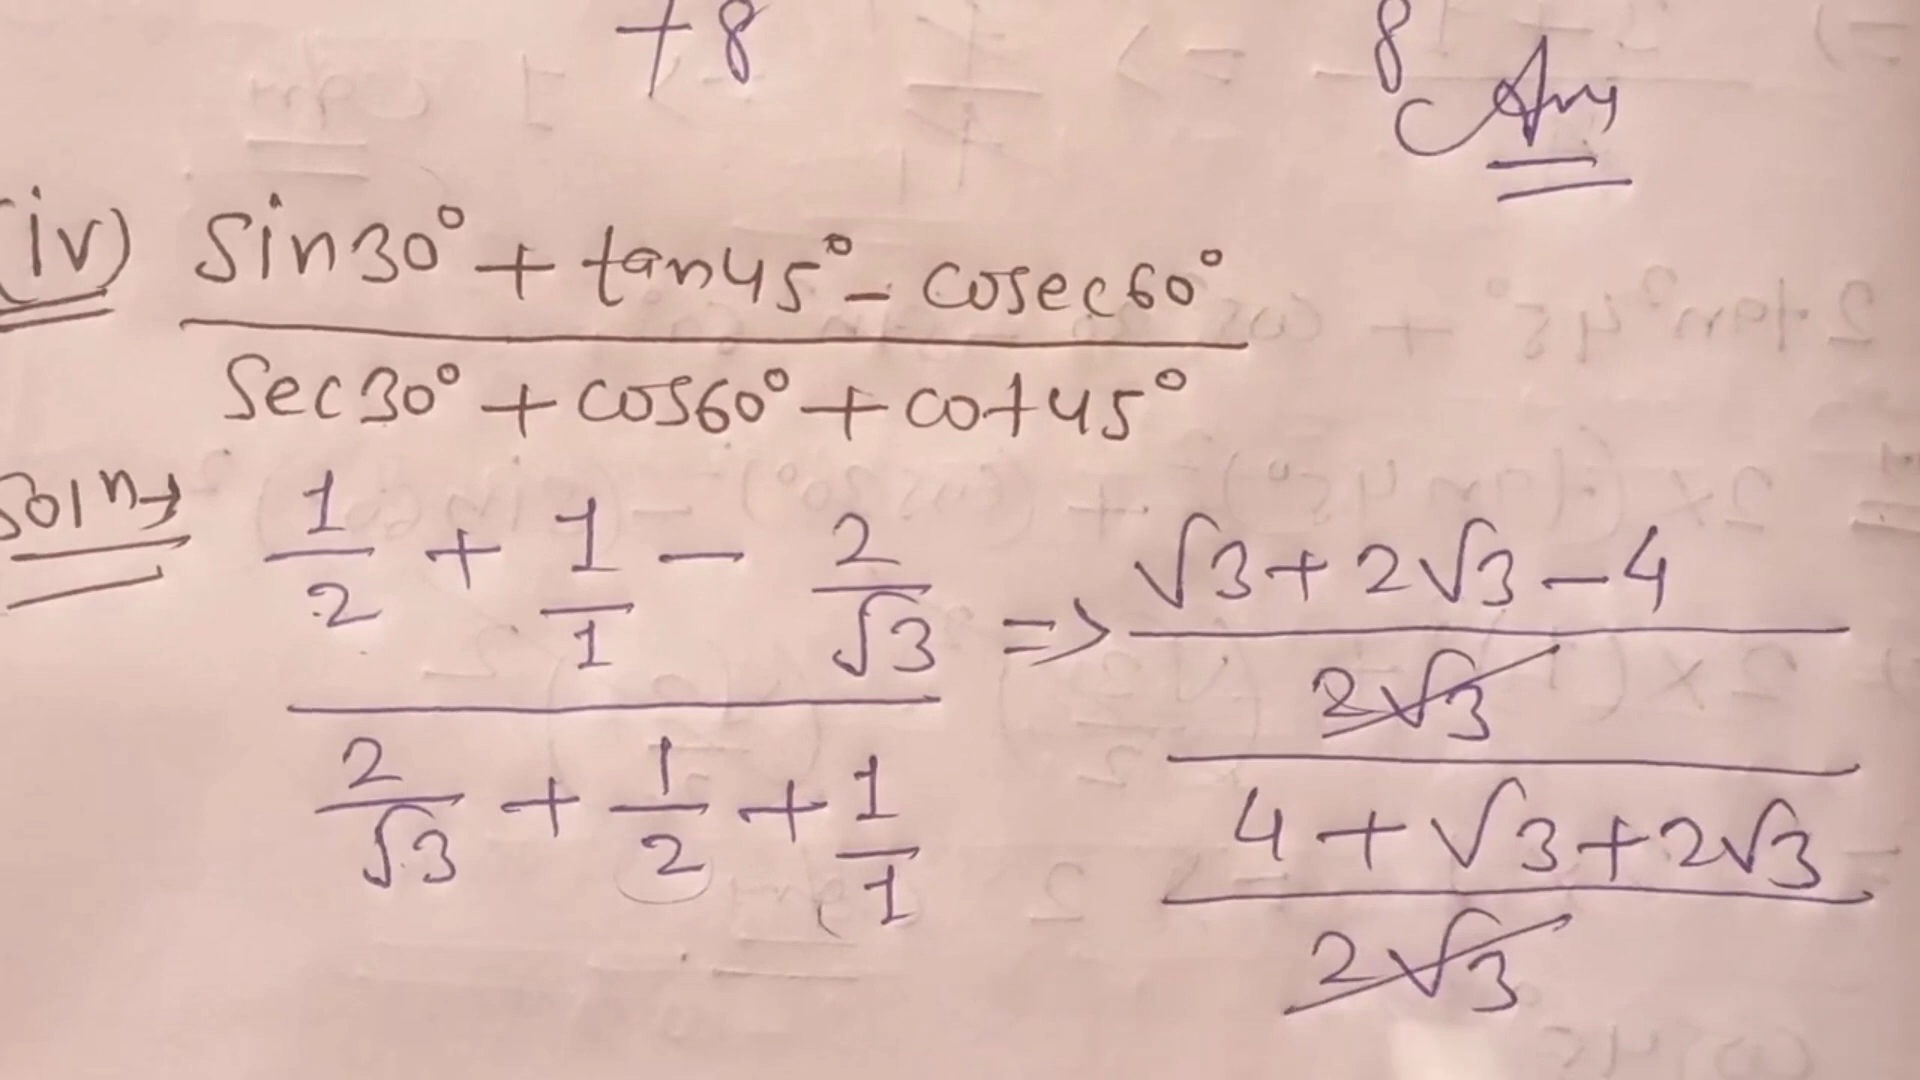 +8 8 Ans
(iv) Sin30° + tan45° - cosec60°
Sec30° + cos60° + cot45°
Soln→ 1/2 + 1/1 - 2/√3 => √3 + 2√3 - 4
2√3
2/√3 + 1/2 + 1/1 4 + √3 + 2√3
2√3